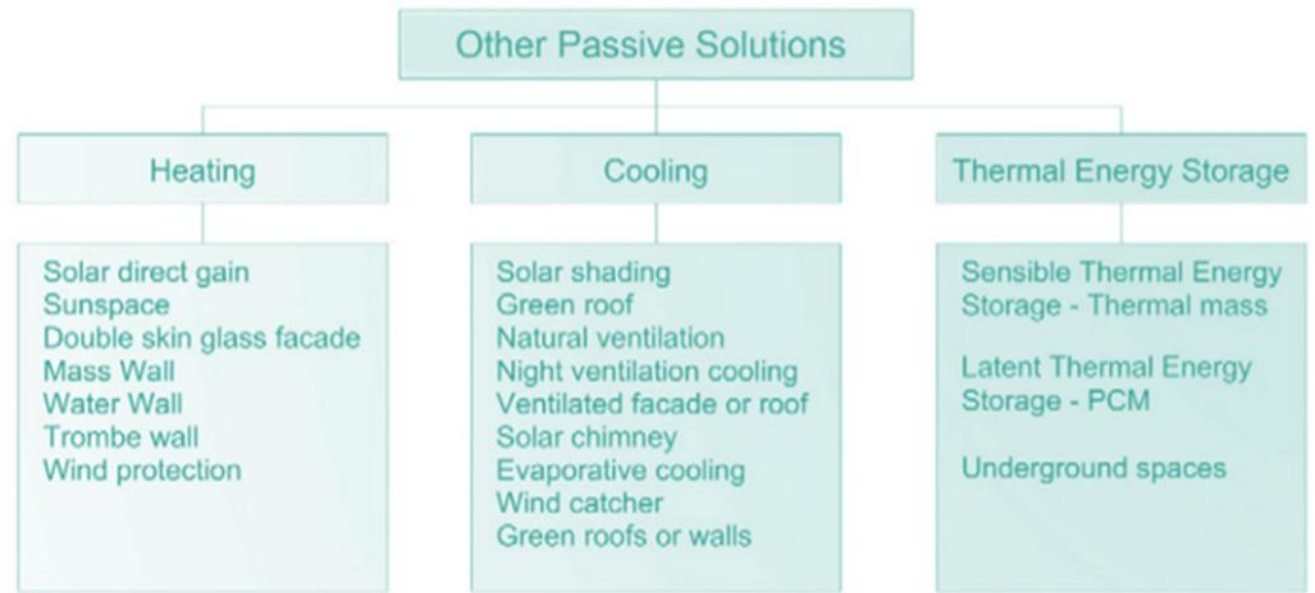 Other Passive Solutions
Heating
Solar direct gain
Sunspace
Double skin glass facade
Mass Wall
Water Wall
Trombe wall
Wind protection
Cooling
Solar shading
Green roof
Natural ventilation
Night ventilation cooling
Ventilated facade or roof
Solar chimney
Evaporative cooling
Wind catcher
Green roofs or walls
Thermal Energy Storage
Sensible Thermal Energy
Storage - Thermal mass
Latent Thermal Energy
Storage - PCM
Underground spaces